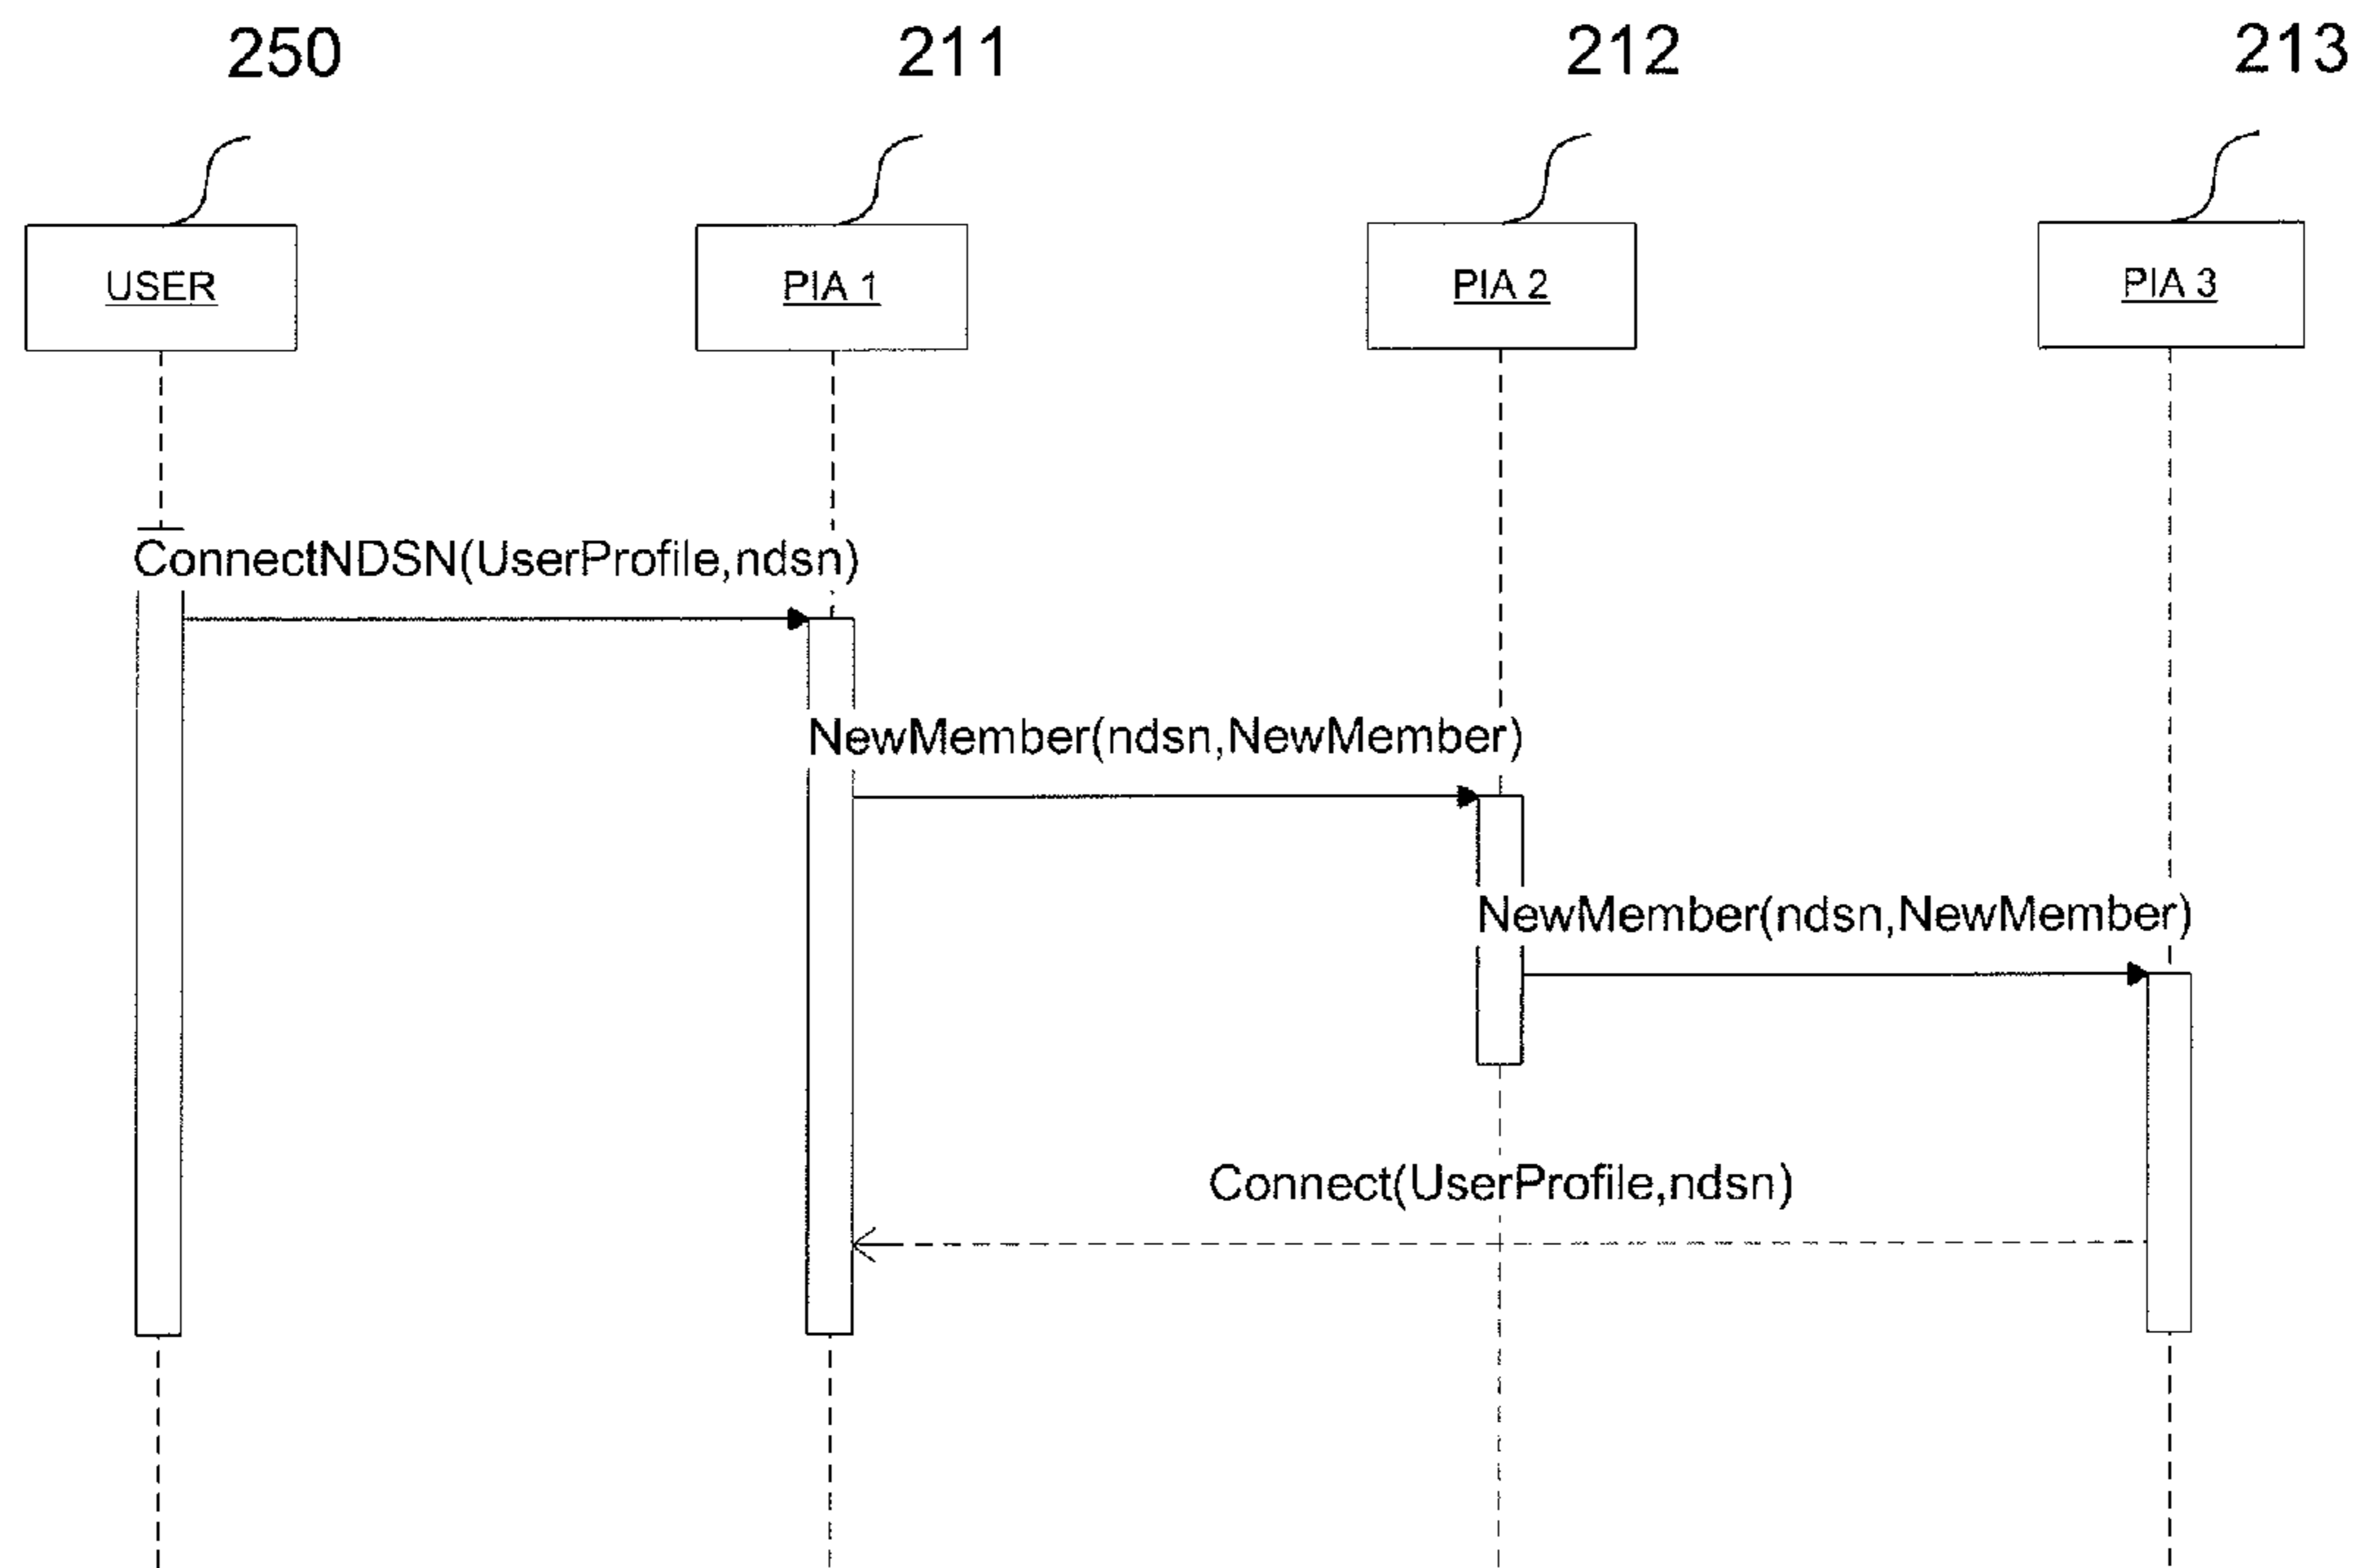 250 211 212 213
USER PIA 1 PIA 2 PIA 3
ConnectNDSN(UserProfile,ndsn)
NewMember(ndsn,NewMember)
NewMember(ndsn,NewMember)
Connect(UserProfile,ndsn)